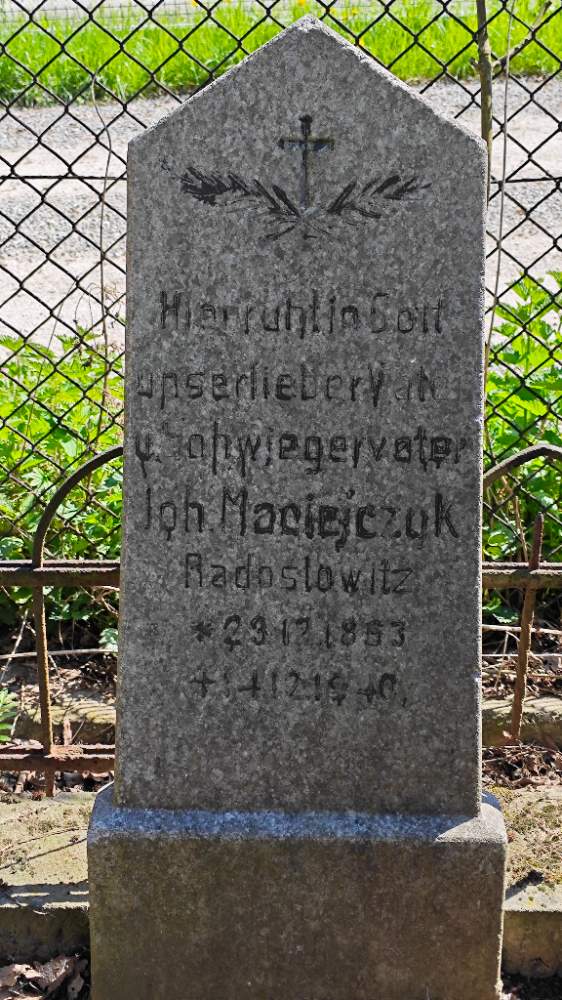 Hier ruht in Gott
unser lieber Vater
u. Schwiegervater
Joh. Maciejczuk
Radoslowitz
* 23.12.1863
+ 14.12.1940.